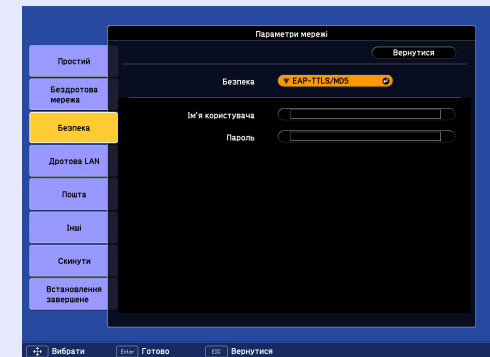 Параметри мережі
Вернутися
Простий
Безпека
▼ EAP-TTLS/MD5
Бездротова
мережа
Ім'я користувача
Безпека
Пароль
Дротова LAN
Пошта
Інші
Скинути
Встановлення
завершене
Вибрати
Enter Готово
ESC Вернутися